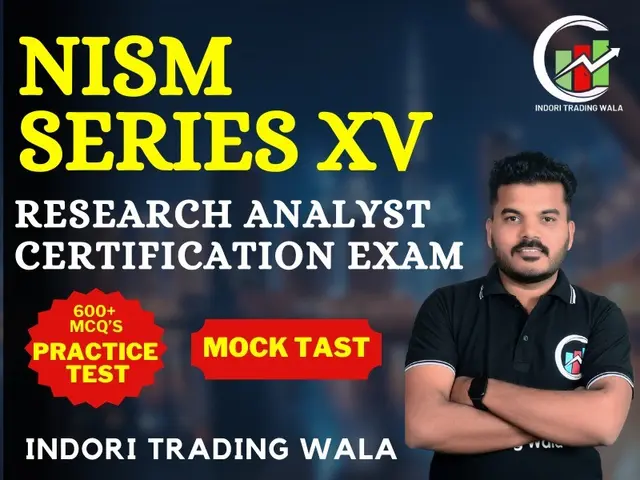 NISM
SERIES XV
INDORI TRADING WALA
RESEARCH ANALYST
CERTIFICATION EXAM
600+
MCQ'S
PRACTICE
TEST
MOCK TAST
INDORI TRADING WALA